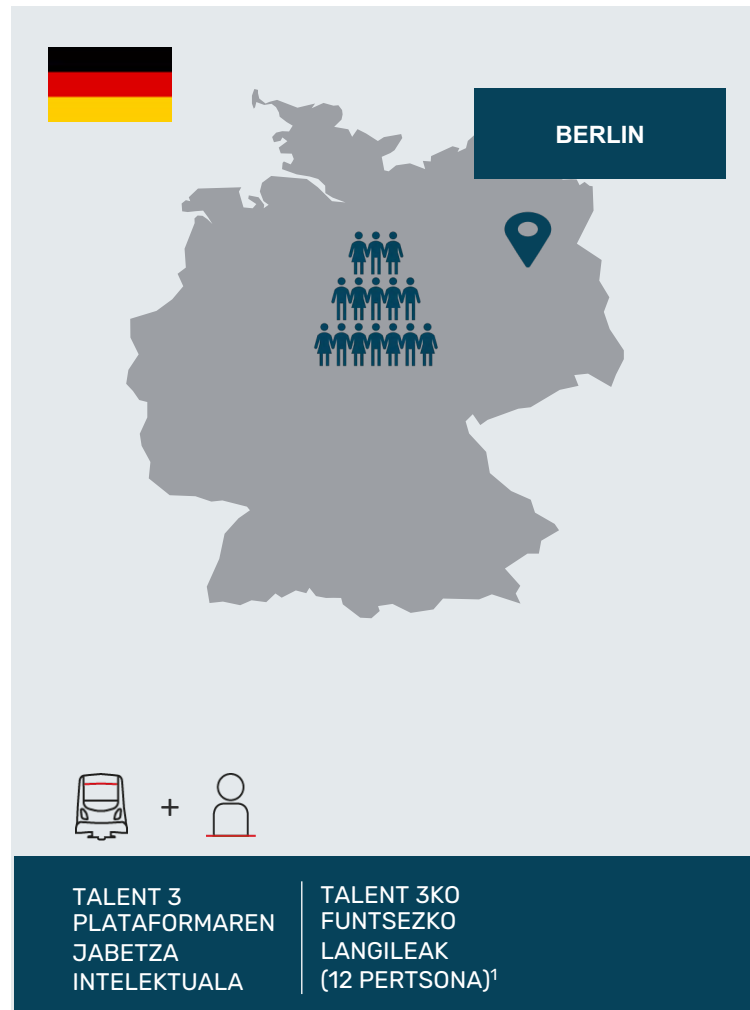 BERLIN
+
TALENT 3
PLATAFORMAREN
JABETZA
INTELEKTUALA
TALENT 3KO
FUNTSEZKO
LANGILEAK
(12 PERTSONA)¹